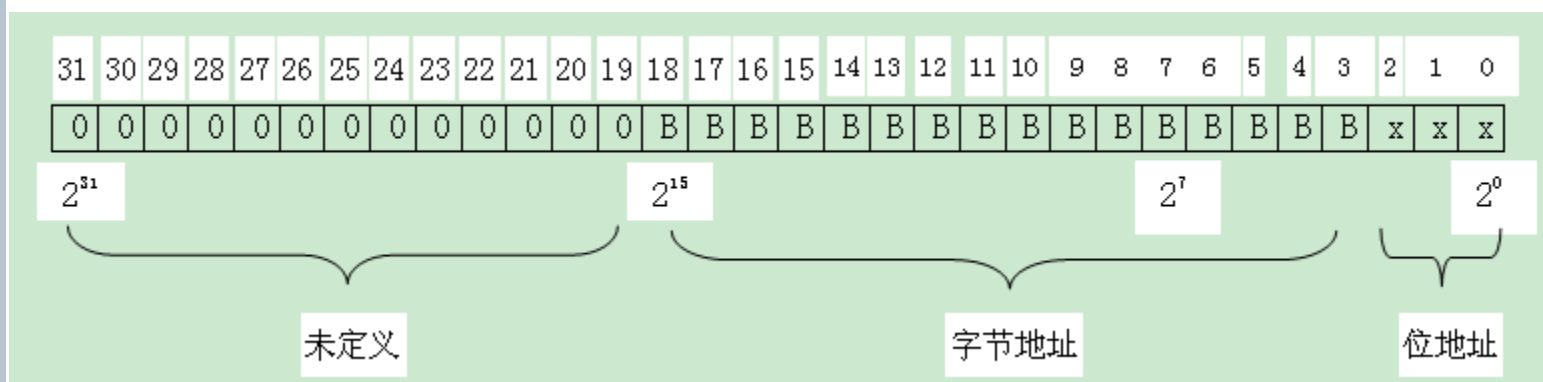 31 30 29 28 27 26 25 24 23 22 21 20 19 18 17 16 15 14 13 12 11 10 9 8 7 6 5 4 3 2 1 0
0 0 0 0 0 0 0 0 0 0 0 0 0 B B B B B B B B B B B B B B B B x x x
2³¹ 2¹⁵ 2⁷ 2⁰
未定义 字节地址 位地址